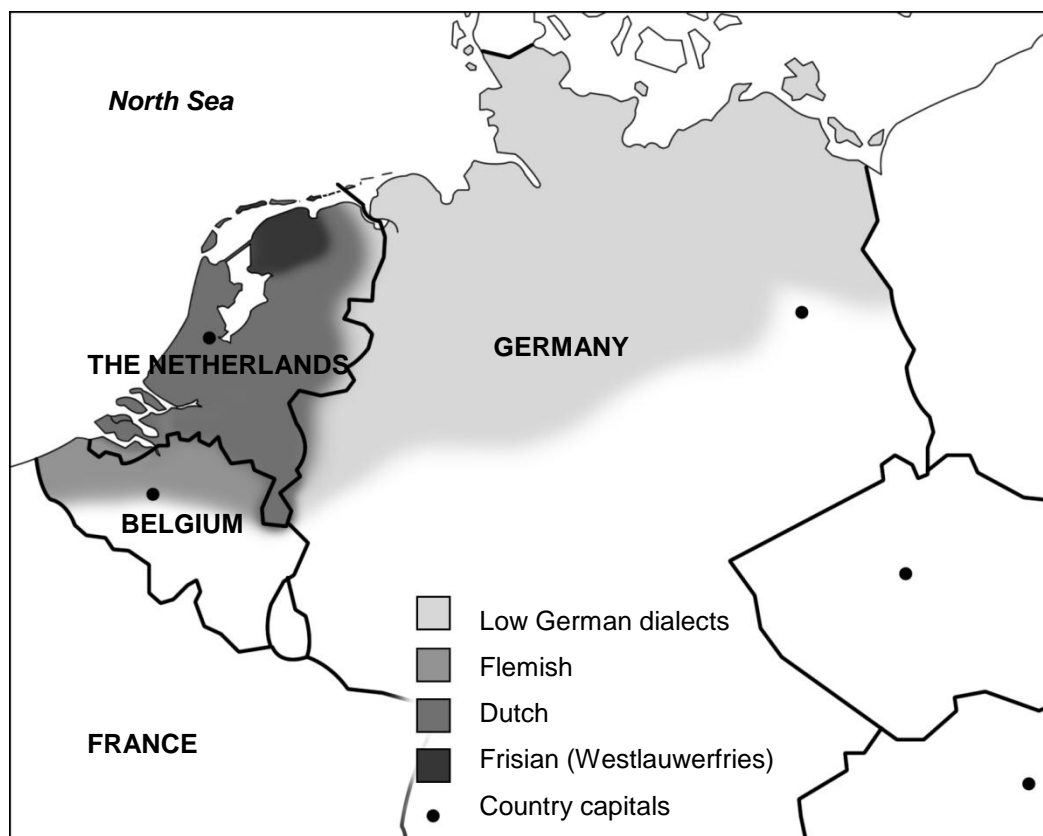 North Sea
GERMANY
THE NETHERLANDS
BELGIUM
Low German dialects
Flemish
Dutch
FRANCE
Frisian (Westlauwerfries)
Country capitals